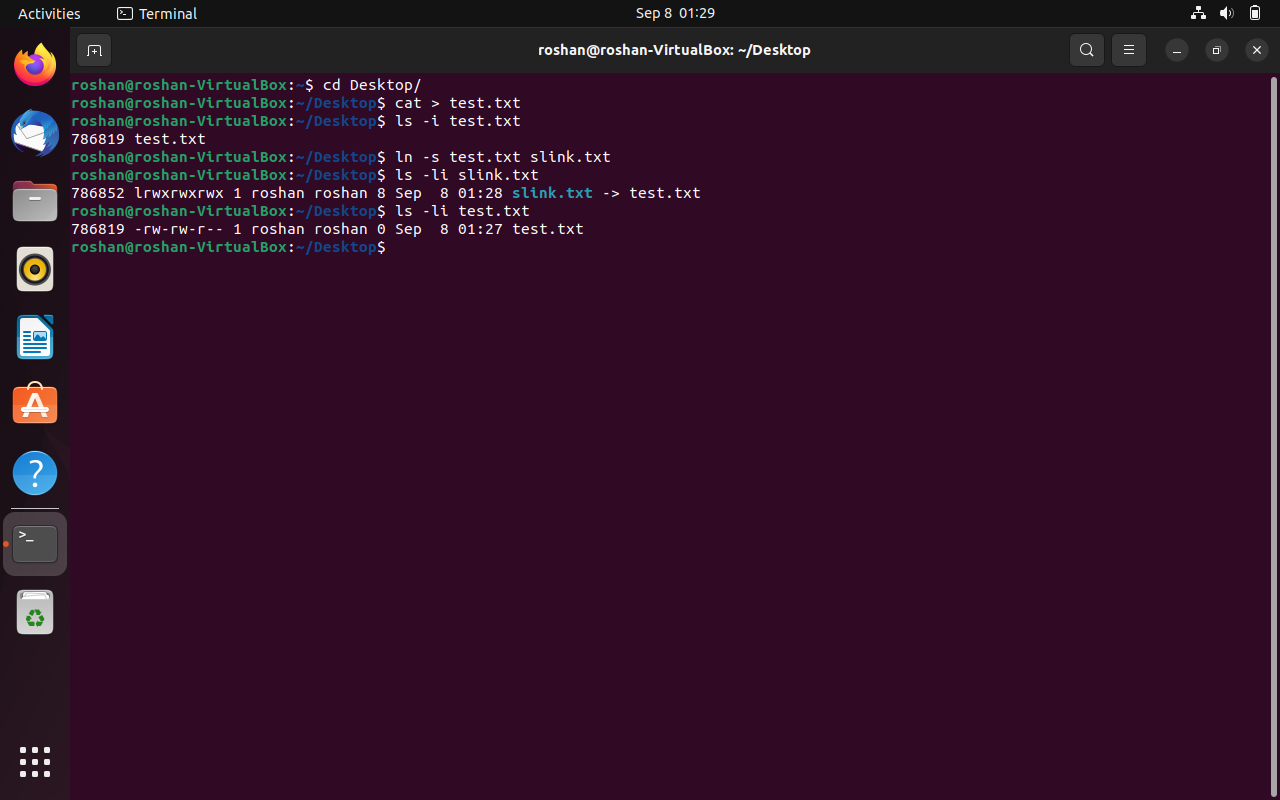 Activities
Terminal
Sep 8 01:29
roshan@roshan-VirtualBox: ~/Desktop
roshan@roshan-VirtualBox:~$ cd Desktop/
roshan@roshan-VirtualBox:~/Desktop$ cat > test.txt
roshan@roshan-VirtualBox:~/Desktop$ ls -i test.txt
786819 test.txt
roshan@roshan-VirtualBox:~/Desktop$ ln -s test.txt slink.txt
roshan@roshan-VirtualBox:~/Desktop$ ls -li slink.txt
786852 lrwxrwxrwx 1 roshan roshan 8 Sep  8 01:28 slink.txt -> test.txt
roshan@roshan-VirtualBox:~/Desktop$ ls -li test.txt
786819 -rw-rw-r-- 1 roshan roshan 0 Sep  8 01:27 test.txt
roshan@roshan-VirtualBox:~/Desktop$